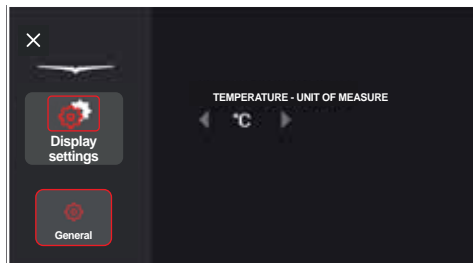 TEMPERATURE - UNIT OF MEASURE
°C
Display
settings
General